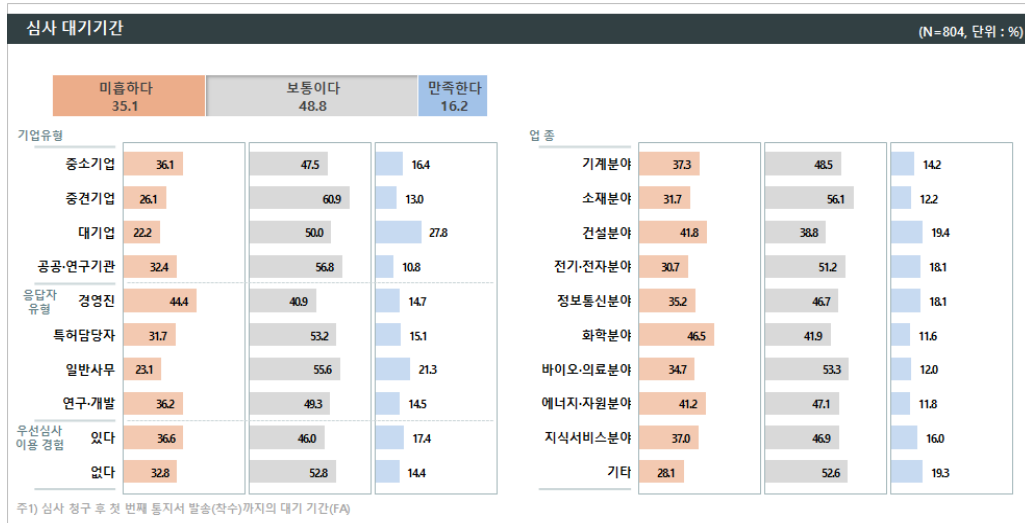 심사 대기기간
(N=804, 단위 : %)
미흡하다 보통이다 만족한다
35.1 48.8 16.2
기업유형
중소기업 36.1 47.5 16.4
중견기업 26.1 60.9 13.0
대기업 22.2 50.0 27.8
공공·연구기관 32.4 56.8 10.8
응답자 유형
경영진 44.4 40.9 14.7
특허담당자 31.7 53.2 15.1
일반사무 23.1 55.6 21.3
연구·개발 36.2 49.3 14.5
우선심사 이용 경험
있다 36.6 46.0 17.4
없다 32.8 52.8 14.4
업 종
기계분야 37.3 48.5 14.2
소재분야 31.7 56.1 12.2
건설분야 41.8 38.8 19.4
전기·전자분야 30.7 51.2 18.1
정보통신분야 35.2 46.7 18.1
화학분야 46.5 41.9 11.6
바이오·의료분야 34.7 53.3 12.0
에너지·자원분야 41.2 47.1 11.8
지식서비스분야 37.0 46.9 16.0
기타 28.1 52.6 19.3
주1) 심사 청구 후 첫 번째 통지서 발송(착수)까지의 대기 기간(FA)